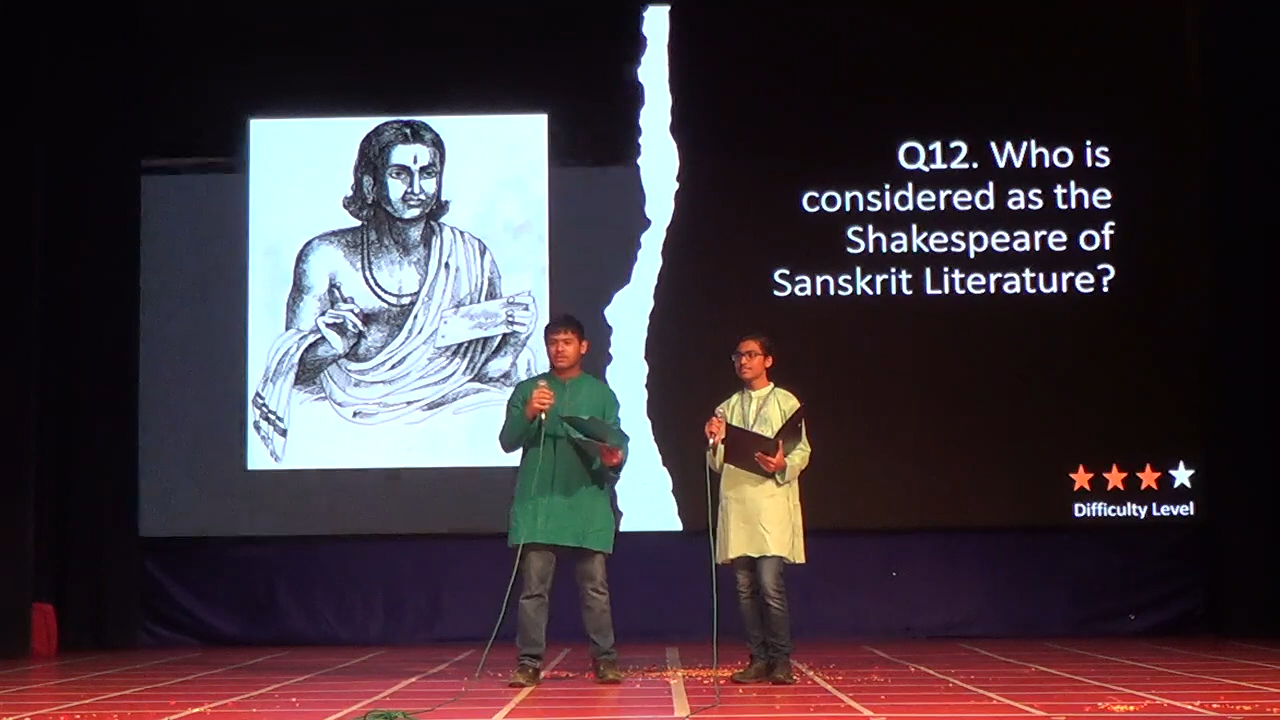 Q12. Who is
considered as the
Shakespeare of
Sanskrit Literature?
Difficulty Level